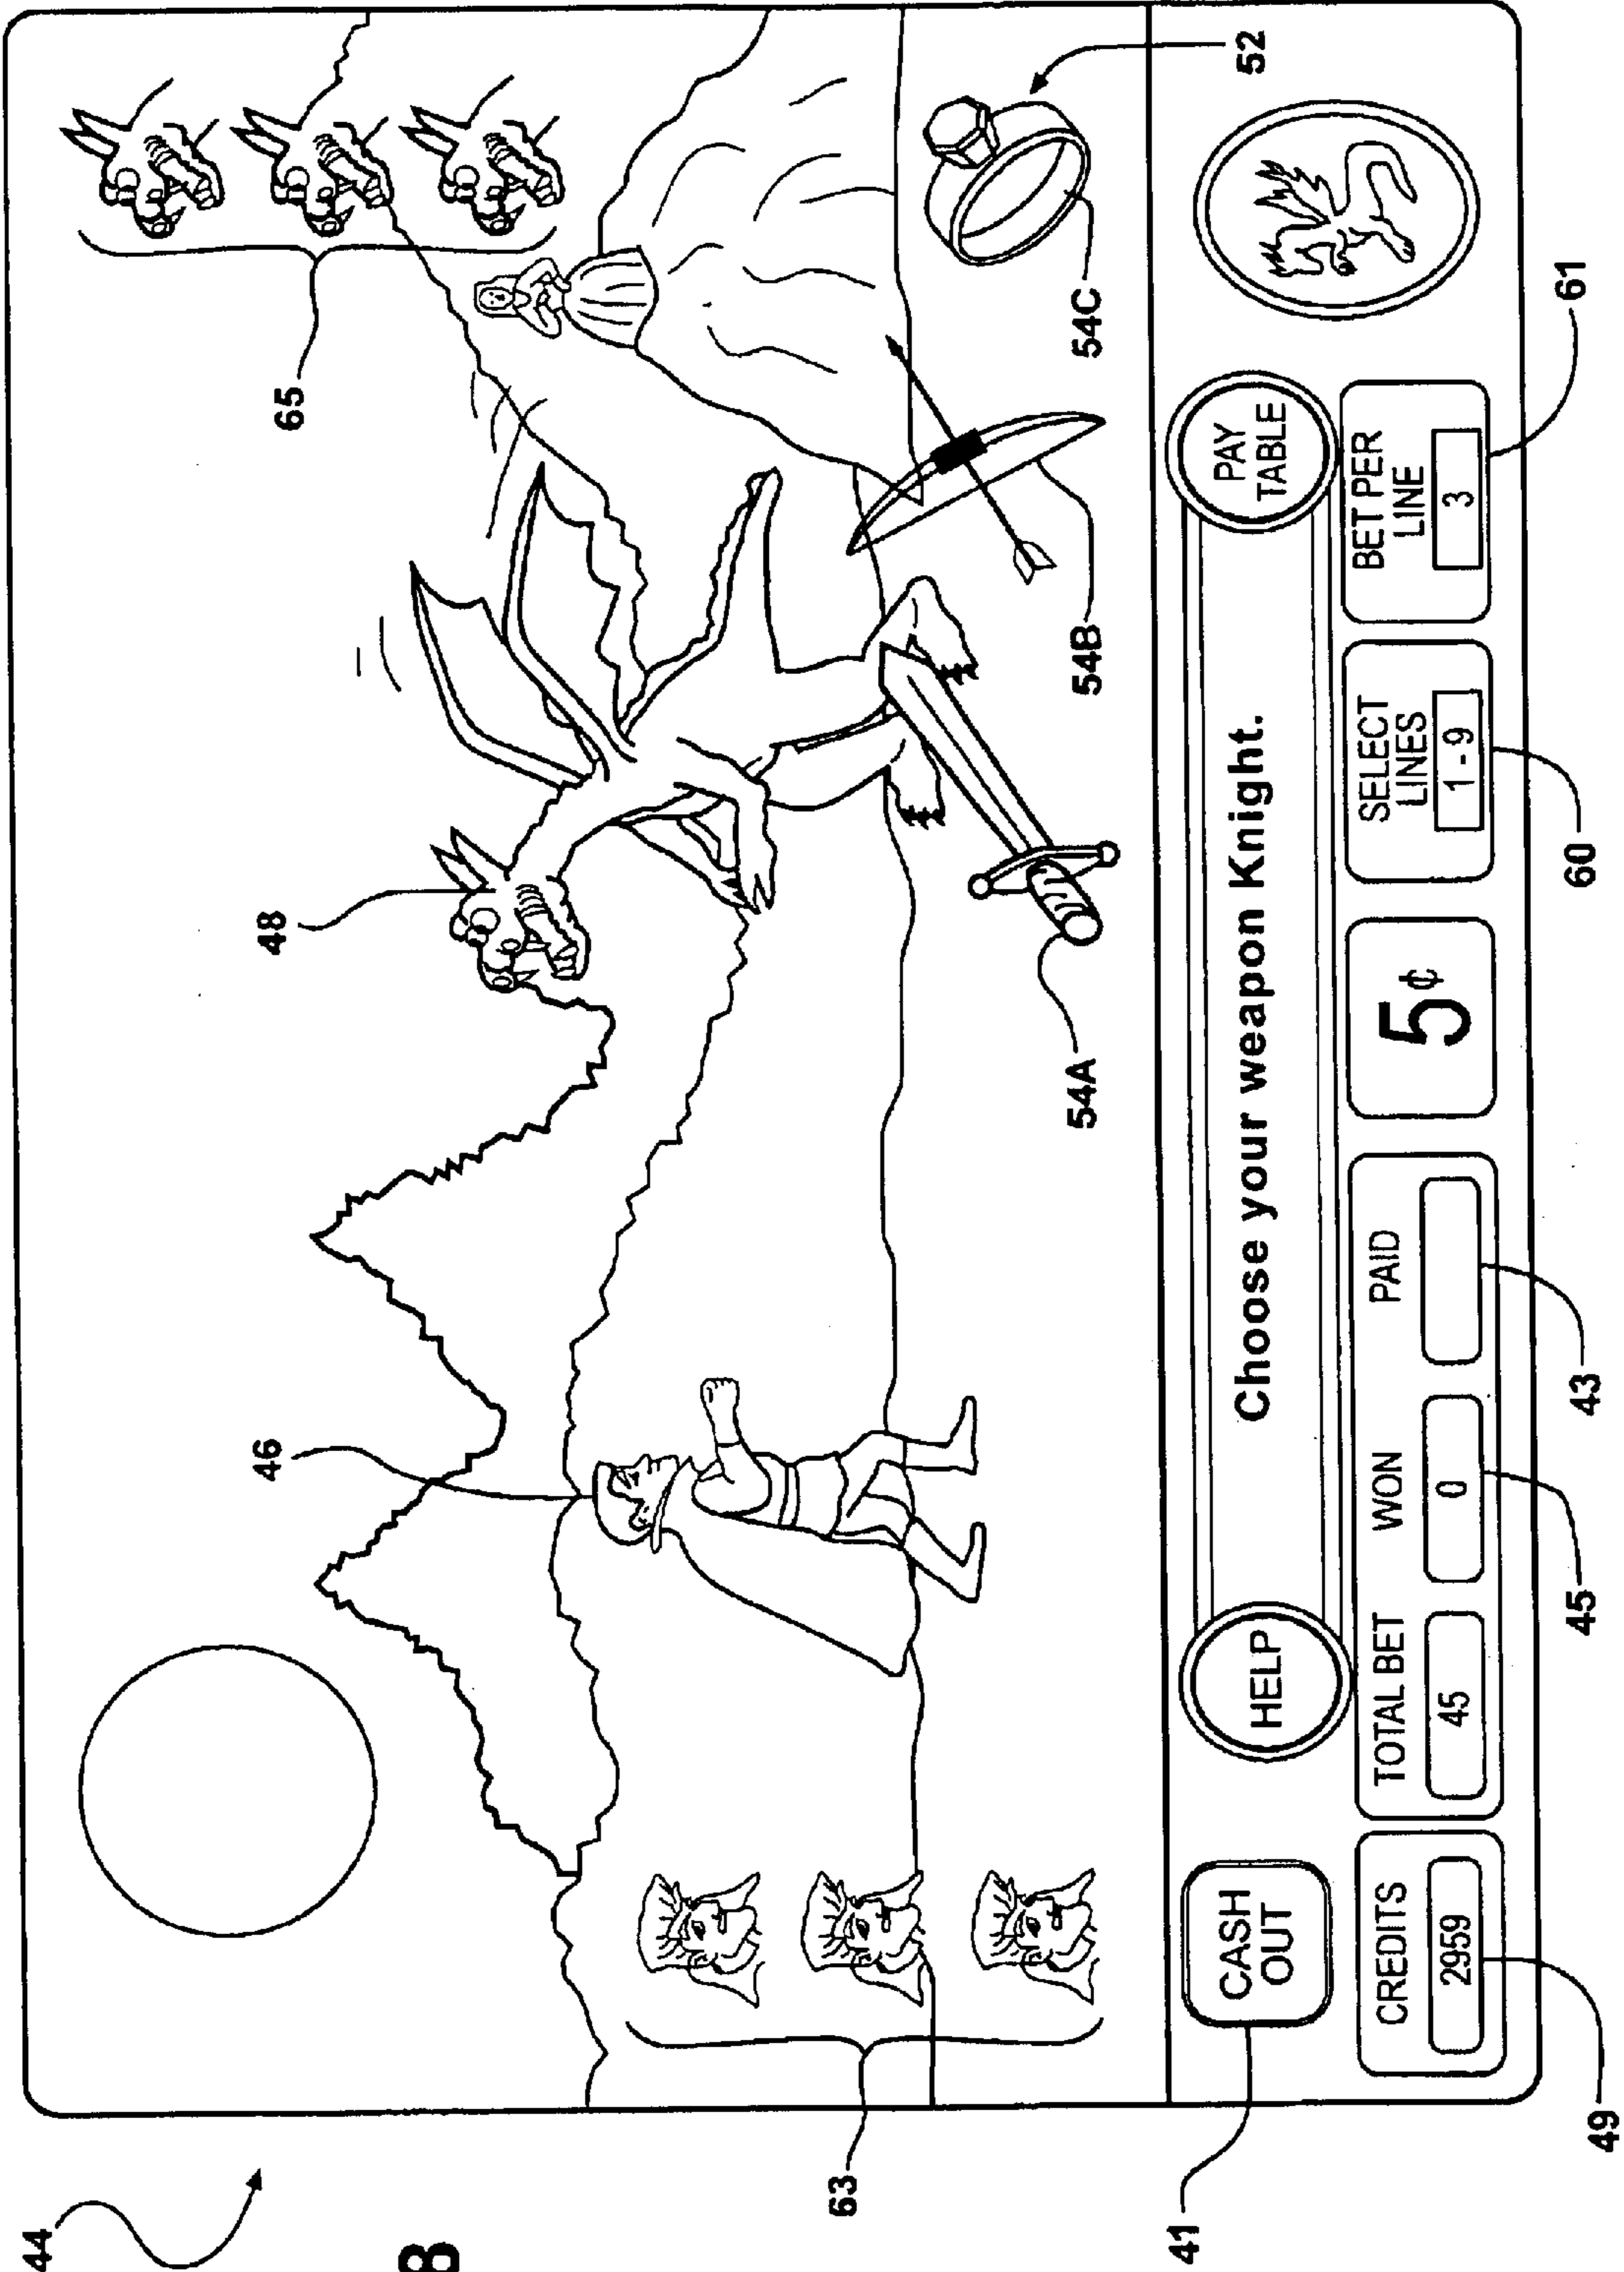 44
8
65
48
46
52
54C
54B
54A
63
41
CASH
OUT
HELP
Choose your weapon Knight.
PAY
TABLE
CREDITS
2959
TOTAL BET
45
WON
0
PAID
5¢
SELECT
LINES
1 - 9
BET PER
LINE
3
49
45
43
60
61